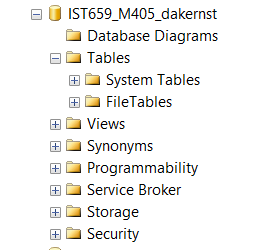 IST659_M405_dakernst
Database Diagrams
Tables
System Tables
FileTables
Views
Synonyms
Programmability
Service Broker
Storage
Security